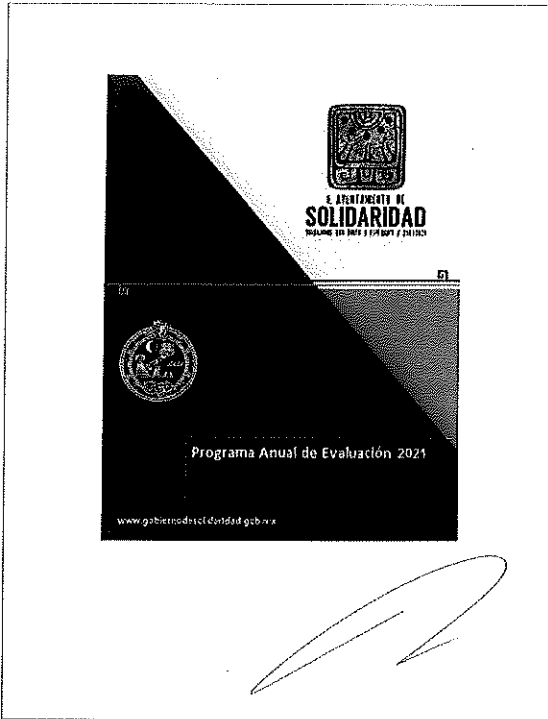 H. AYUNTAMIENTO DE
SOLIDARIDAD
Programa Anual de Evaluación 2021
www.gobiernodesolidaridad.gob.mx